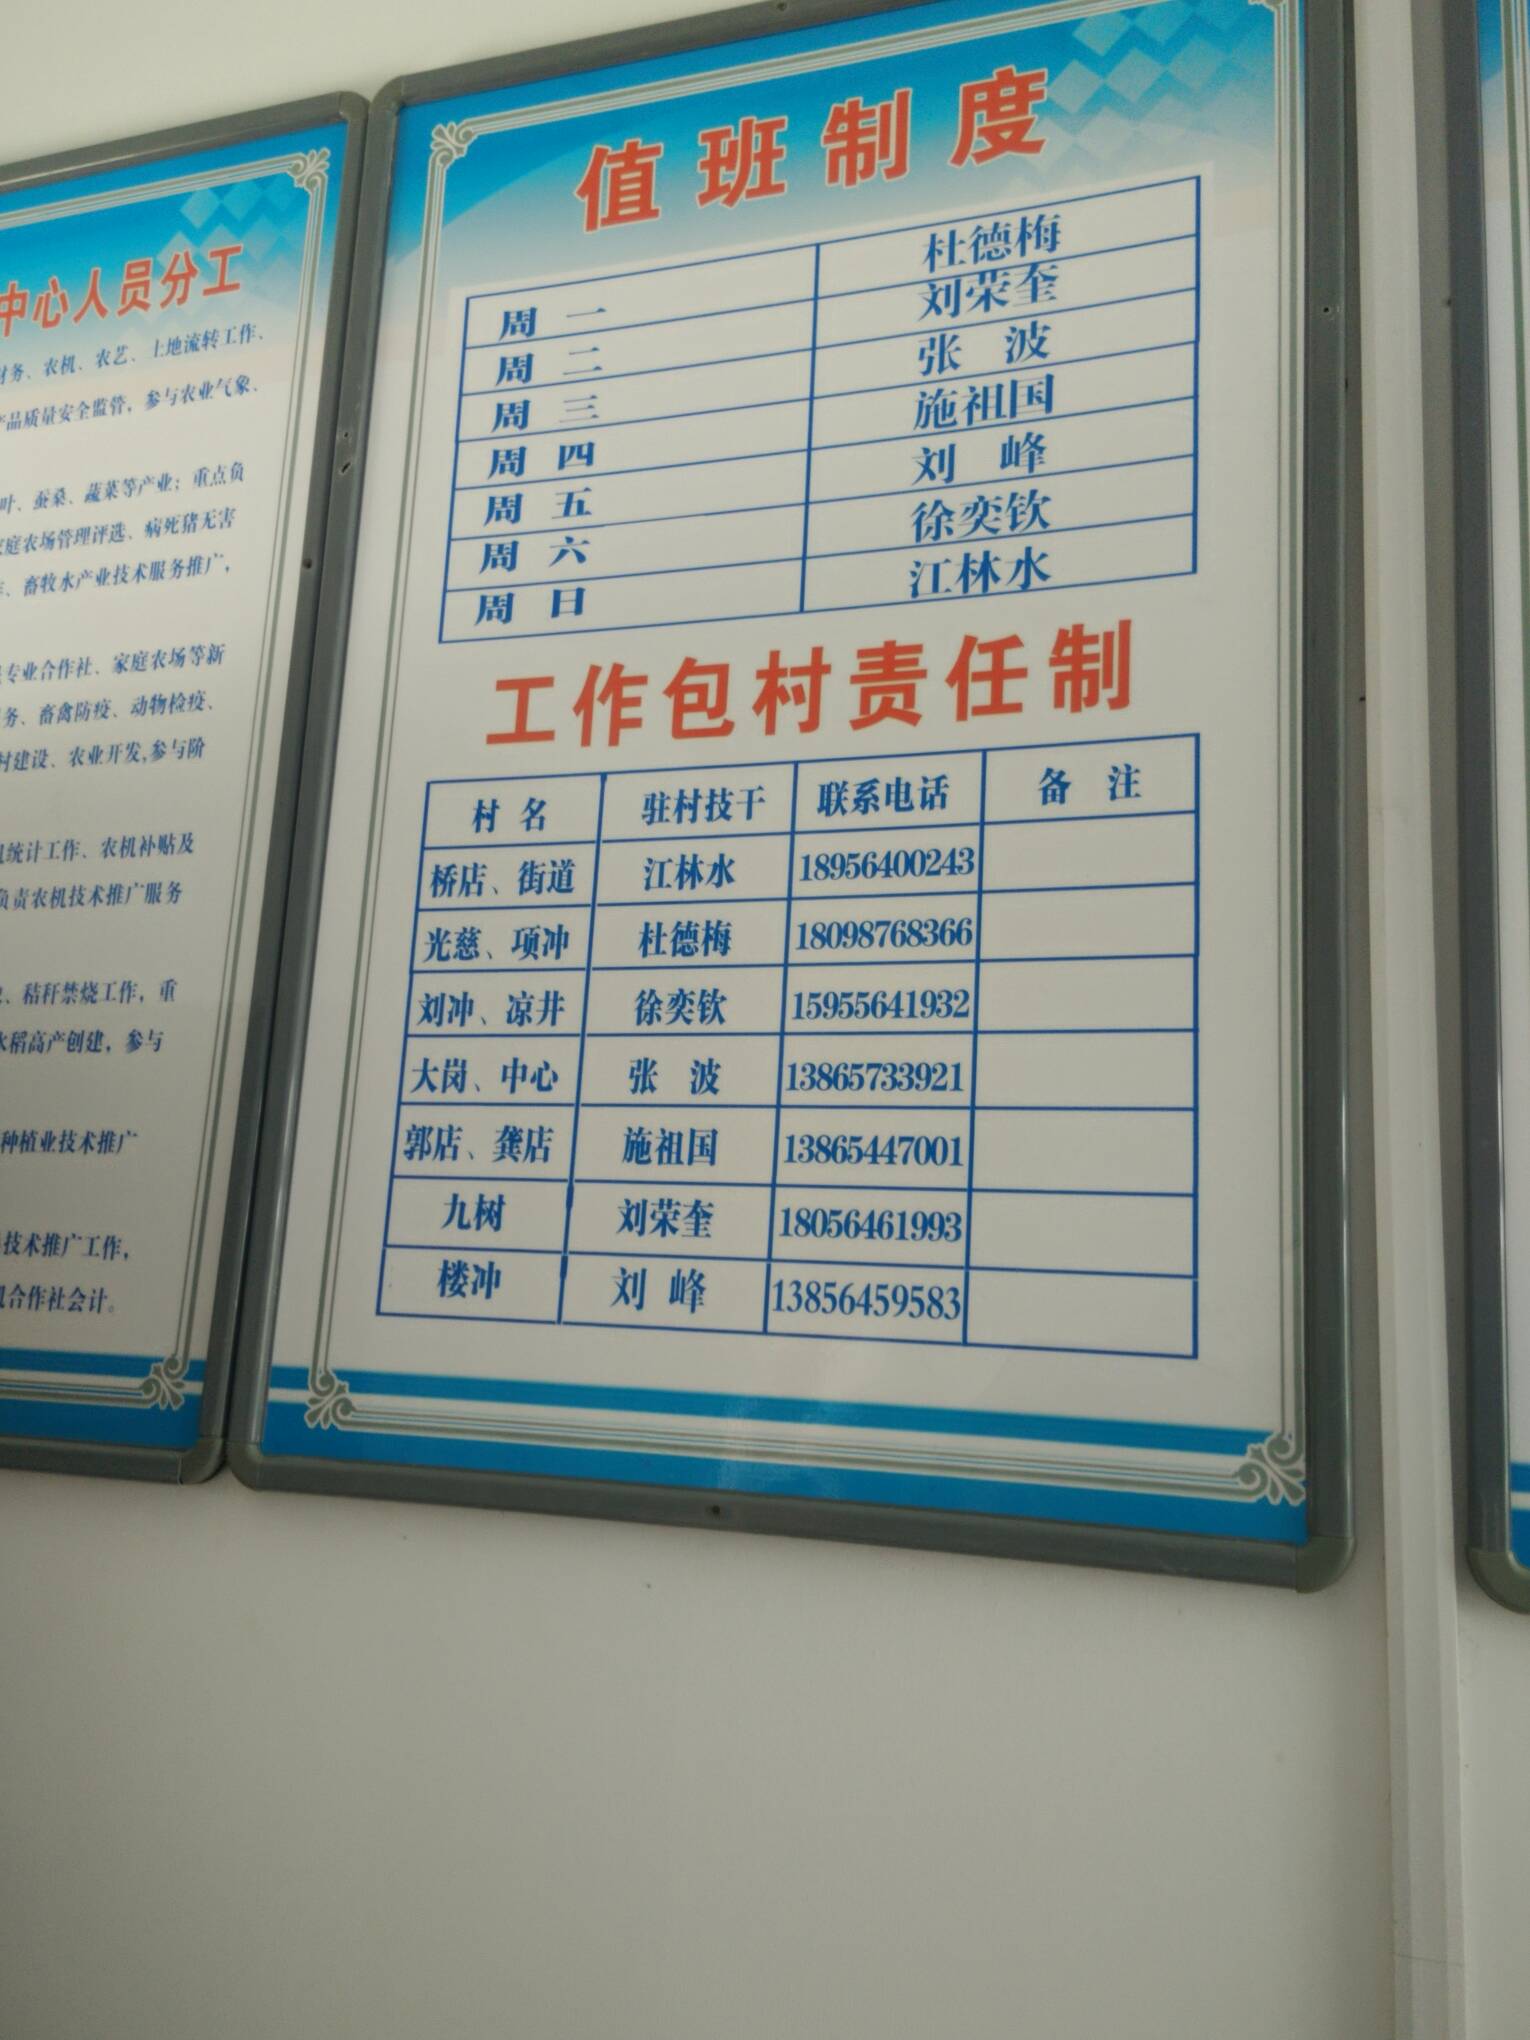 中心人员分工
财务、农机、农艺、土地流转工作、
产品质量安全监管，参与农业气象、
叶、蚕桑、蔬菜等产业；重点负
家庭农场管理评选、病死猪无害
、畜牧水产业技术服务推广，
专业合作社、家庭农场等新
务、畜禽防疫、动物检疫、
村建设、农业开发,参与阶
统计工作、农机补贴及
负责农机技术推广服务
、秸秆禁烧工作，重
水稻高产创建，参与
种植业技术推广
技术推广工作，
合作社会计。
值班制度
周一 杜德梅
周二 刘荣奎
周三 张 波
周四 施祖国
周五 刘 峰
周六 徐奕钦
周日 江林水
工作包村责任制
村名 驻村技干 联系电话 备 注
桥店、街道 江林水 18956400243
光慈、项冲 杜德梅 18098768366
刘冲、凉井 徐奕钦 15955641932
大岗、中心 张 波 13865733921
郭店、龚店 施祖国 13865447001
九树 刘荣奎 18056461993
楼冲 刘 峰 13856459583